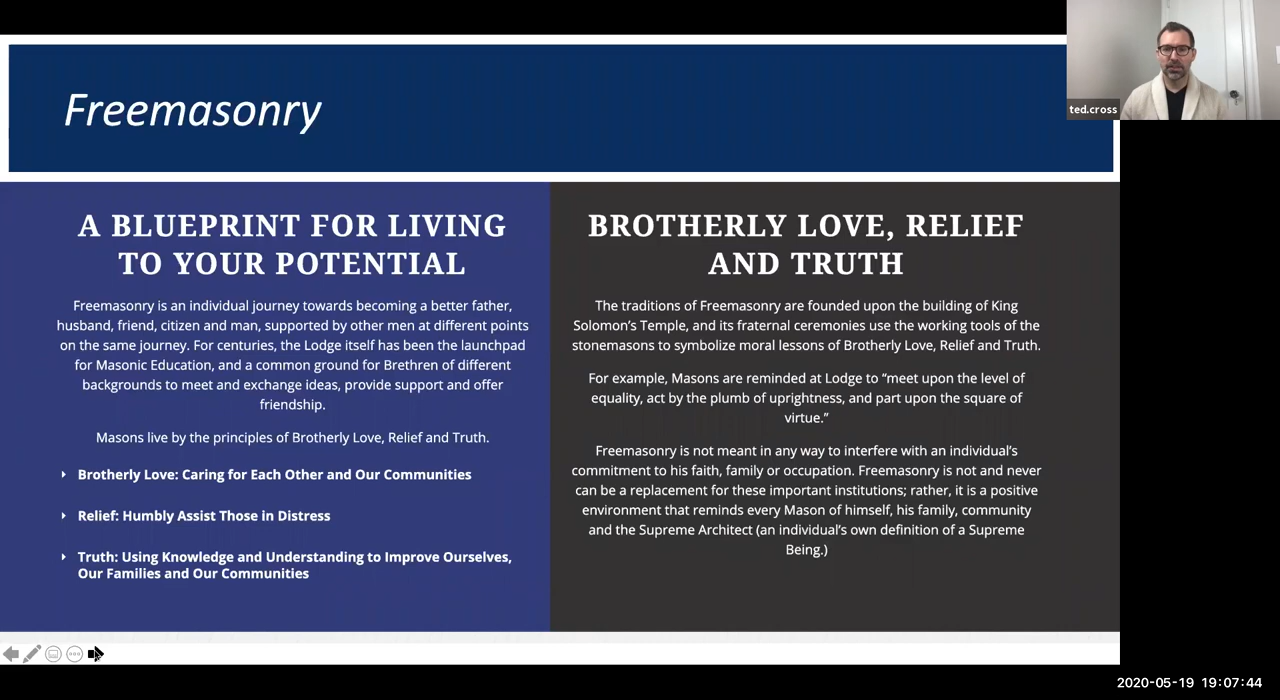 Freemasonry
ted.cross
A BLUEPRINT FOR LIVING
TO YOUR POTENTIAL
Freemasonry is an individual journey towards becoming a better father,
husband, friend, citizen and man, supported by other men at different points
on the same journey. For centuries, the Lodge itself has been the launchpad
for Masonic Education, and a common ground for Brethren of different
backgrounds to meet and exchange ideas, provide support and offer
friendship.
Masons live by the principles of Brotherly Love, Relief and Truth.
Brotherly Love: Caring for Each Other and Our Communities
Relief: Humbly Assist Those in Distress
Truth: Using Knowledge and Understanding to Improve Ourselves,
Our Families and Our Communities
BROTHERLY LOVE, RELIEF
AND TRUTH
The traditions of Freemasonry are founded upon the building of King
Solomon’s Temple, and its fraternal ceremonies use the working tools of the
stonemasons to symbolize moral lessons of Brotherly Love, Relief and Truth.
For example, Masons are reminded at Lodge to “meet upon the level of
equality, act by the plumb of uprightness, and part upon the square of
virtue.”
Freemasonry is not meant in any way to interfere with an individual’s
commitment to his faith, family or occupation. Freemasonry is not and never
can be a replacement for these important institutions; rather, it is a positive
environment that reminds every Mason of himself, his family, community
and the Supreme Architect (an individual’s own definition of a Supreme
Being.)
2020-05-19 19:07:44